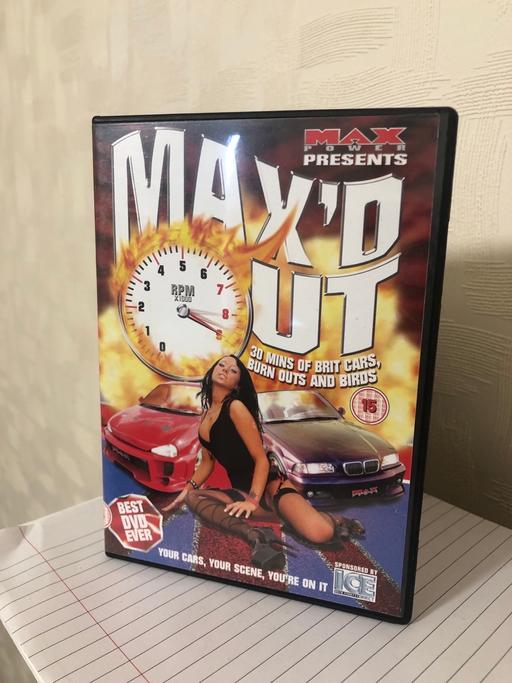 MAX
POWER
PRESENTS
MAX'D
UT
0
1
2
3
4
5
6
7
8
9
RPM
X1000
30 MINS OF BRIT CARS,
BURN OUTS AND BIRDS
15
MAX
BEST
DVD
EVER
YOUR CARS, YOUR SCENE, YOU'RE ON IT
SPONSORED BY
ICE